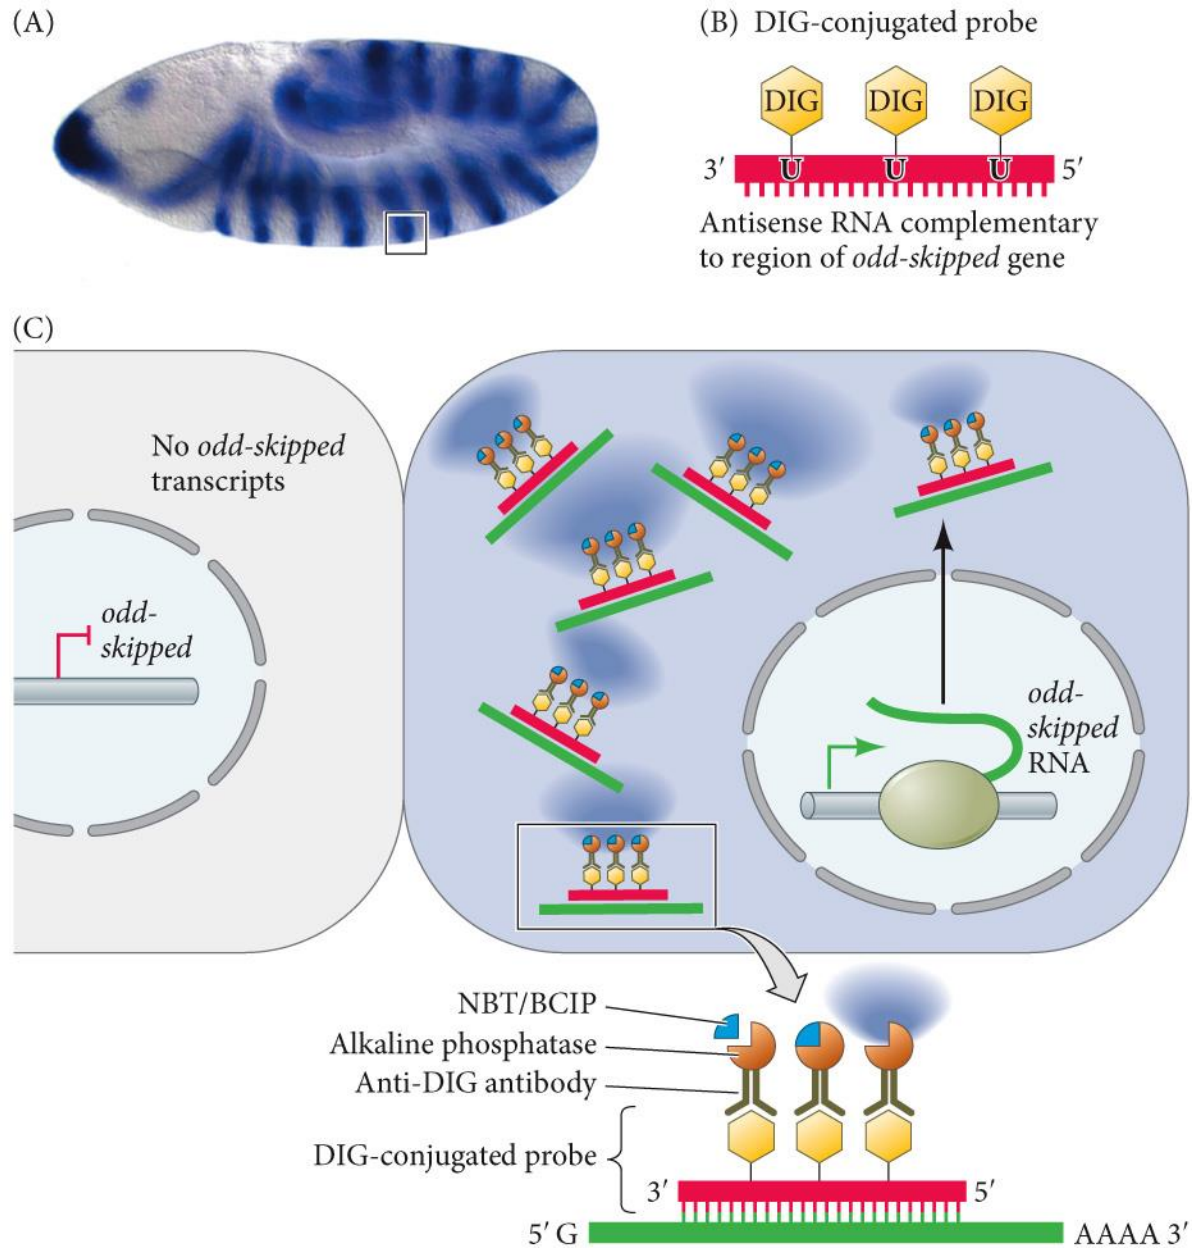 (A)
(B) DIG-conjugated probe
DIG DIG DIG
3′ U U U 5′
Antisense RNA complementary
to region of odd-skipped gene
(C)
No odd-skipped
transcripts
odd-
skipped
odd-
skipped
RNA
NBT/BCIP
Alkaline phosphatase
Anti-DIG antibody
DIG-conjugated probe
3′ 5′
5′ G AAAA 3′